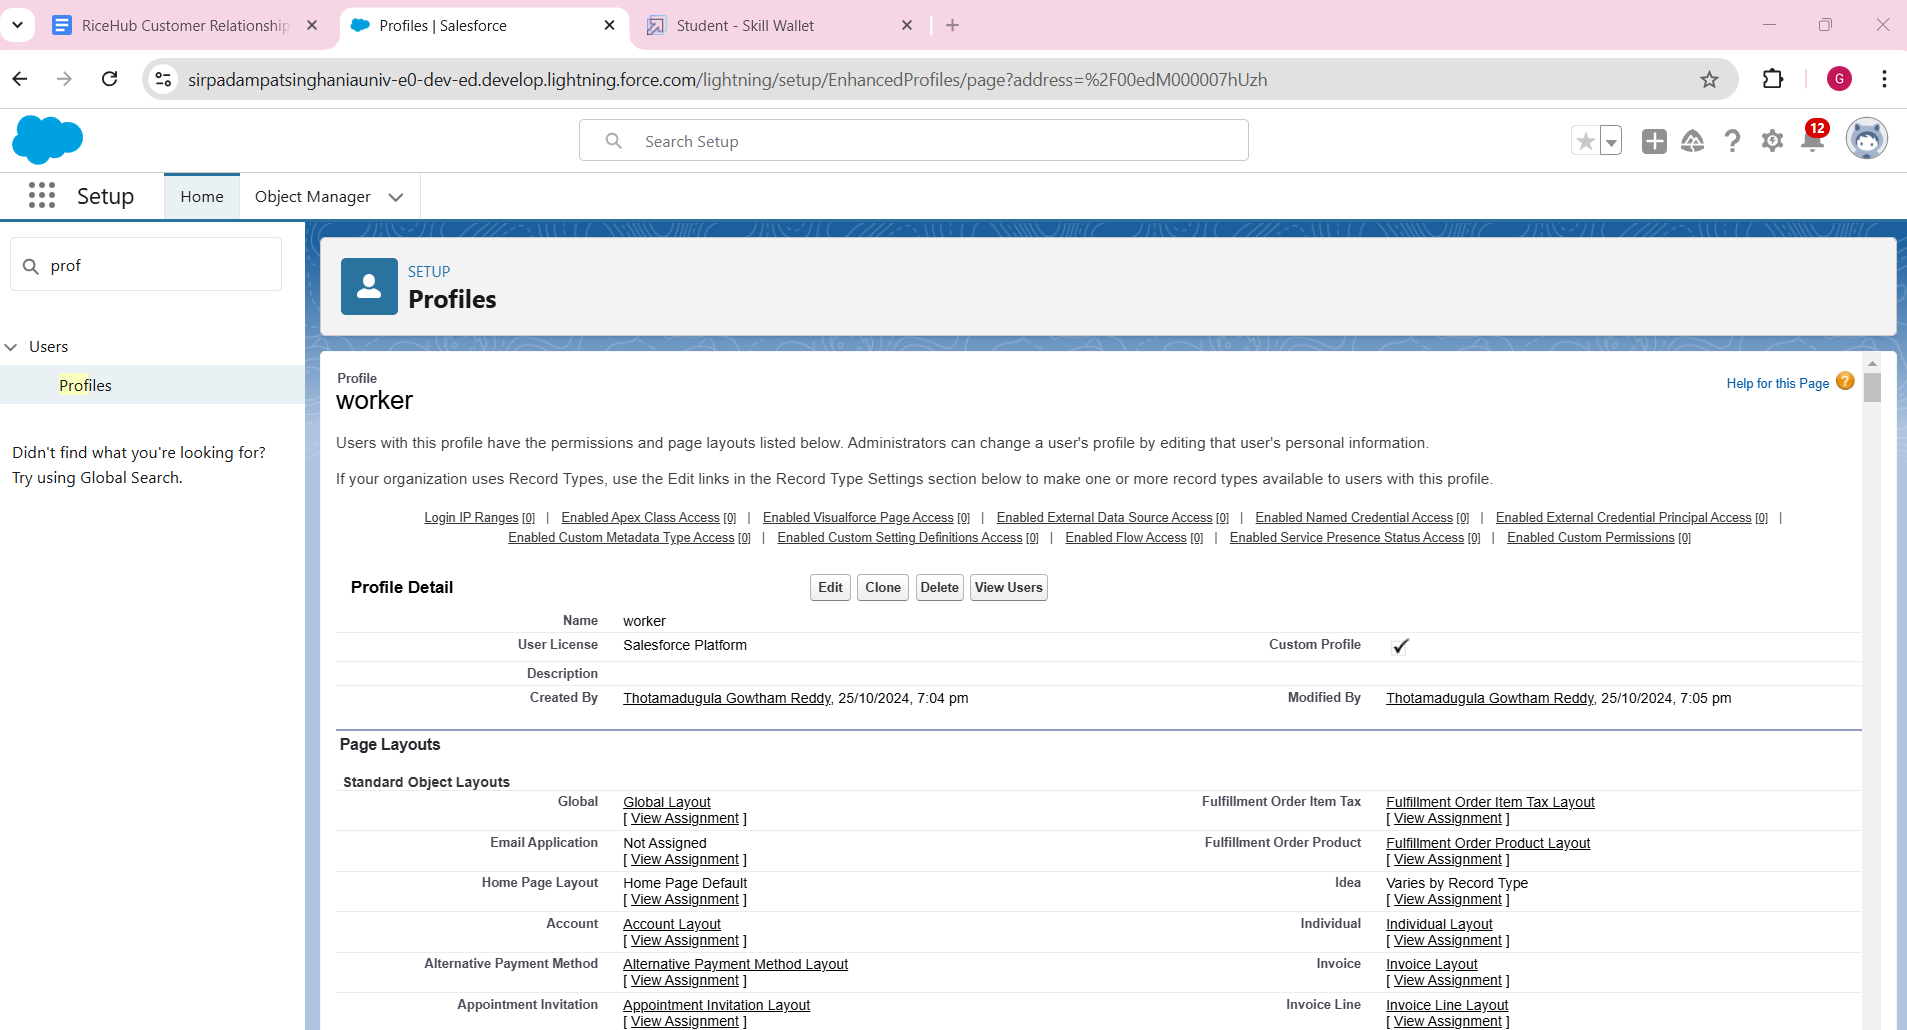 RiceHub Customer Relationship
Profiles | Salesforce
Student - Skill Wallet
sirpadampatsinghaniauniv-e0-dev-ed.develop.lightning.force.com/lightning/setup/EnhancedProfiles/page?address=%2F00edM000007hUzh
G
Search Setup
12
Setup
Home
Object Manager
prof
Users
Profiles
Didn't find what you're looking for?
Try using Global Search.
SETUP
Profiles
Profile
worker
Help for this Page ?
Users with this profile have the permissions and page layouts listed below. Administrators can change a user's profile by editing that user's personal information.
If your organization uses Record Types, use the Edit links in the Record Type Settings section below to make one or more record types available to users with this profile.
Login IP Ranges [0] | Enabled Apex Class Access [0] | Enabled Visualforce Page Access [0] | Enabled External Data Source Access [0] | Enabled Named Credential Access [0] | Enabled External Credential Principal Access [0] |
Enabled Custom Metadata Type Access [0] | Enabled Custom Setting Definitions Access [0] | Enabled Flow Access [0] | Enabled Service Presence Status Access [0] | Enabled Custom Permissions [0]
Profile Detail Edit Clone Delete View Users
Name worker
User License Salesforce Platform Custom Profile
Description
Created By Thotamadugula Gowtham Reddy, 25/10/2024, 7:04 pm Modified By Thotamadugula Gowtham Reddy, 25/10/2024, 7:05 pm
Page Layouts
Standard Object Layouts
Global Global Layout Fulfillment Order Item Tax Fulfillment Order Item Tax Layout
[ View Assignment ] [ View Assignment ]
Email Application Not Assigned Fulfillment Order Product Fulfillment Order Product Layout
[ View Assignment ] [ View Assignment ]
Home Page Layout Home Page Default Idea Varies by Record Type
[ View Assignment ] [ View Assignment ]
Account Account Layout Individual Individual Layout
[ View Assignment ] [ View Assignment ]
Alternative Payment Method Alternative Payment Method Layout Invoice Invoice Layout
[ View Assignment ] [ View Assignment ]
Appointment Invitation Appointment Invitation Layout Invoice Line Invoice Line Layout
[ View Assignment ] [ View Assignment ]